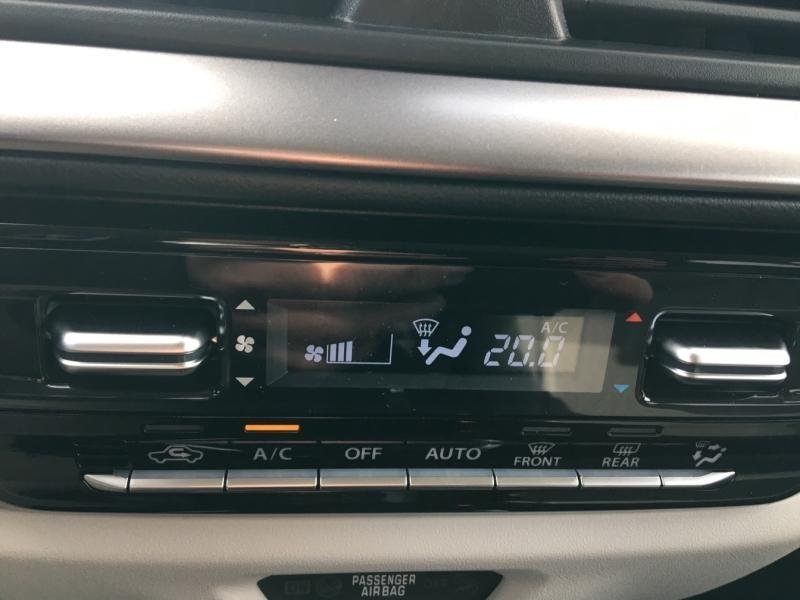 A/C
20.0
A/C OFF AUTO FRONT REAR
PASSENGER
AIRBAG